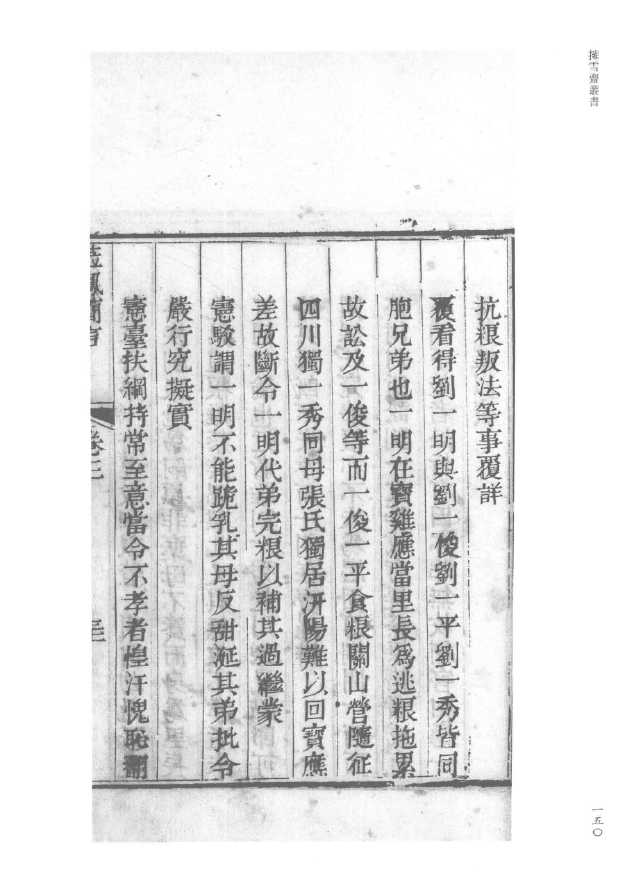 擁雪齋叢書
抗粮叛法等事覆詳
覆看得劉一明與劉一俊劉一平劉一秀皆同
胞兄弟也一明在寶雞應當里長爲逃粮拖累
故訟及一俊等而一俊一平食粮關山營隨征
四川獨一秀同母張氏獨居汧陽難以回寶應
差故斷令一明代弟完粮以補其過繼蒙
憲駁謂一明不能跪乳其母反甜涎其弟批令
嚴行究擬實
憲臺扶綱持常至意當令不孝者惶汗愧恥翻
卷三
一五〇